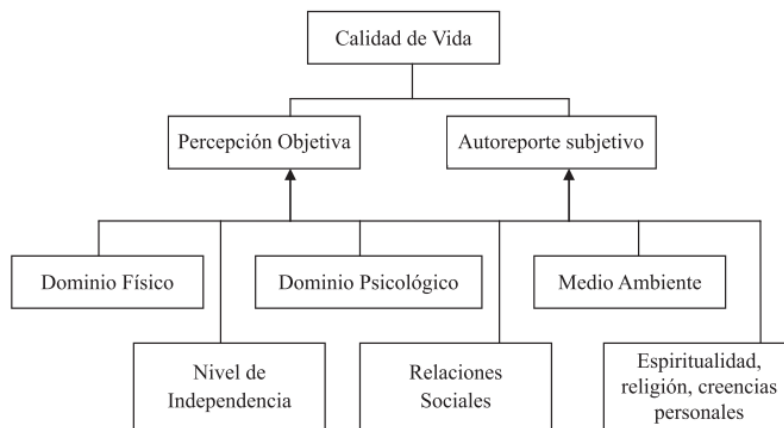 Calidad de Vida
Percepción Objetiva
Autoreporte subjetivo
Dominio Físico
Dominio Psicológico
Medio Ambiente
Nivel de
Independencia
Relaciones
Sociales
Espiritualidad,
religión, creencias
personales